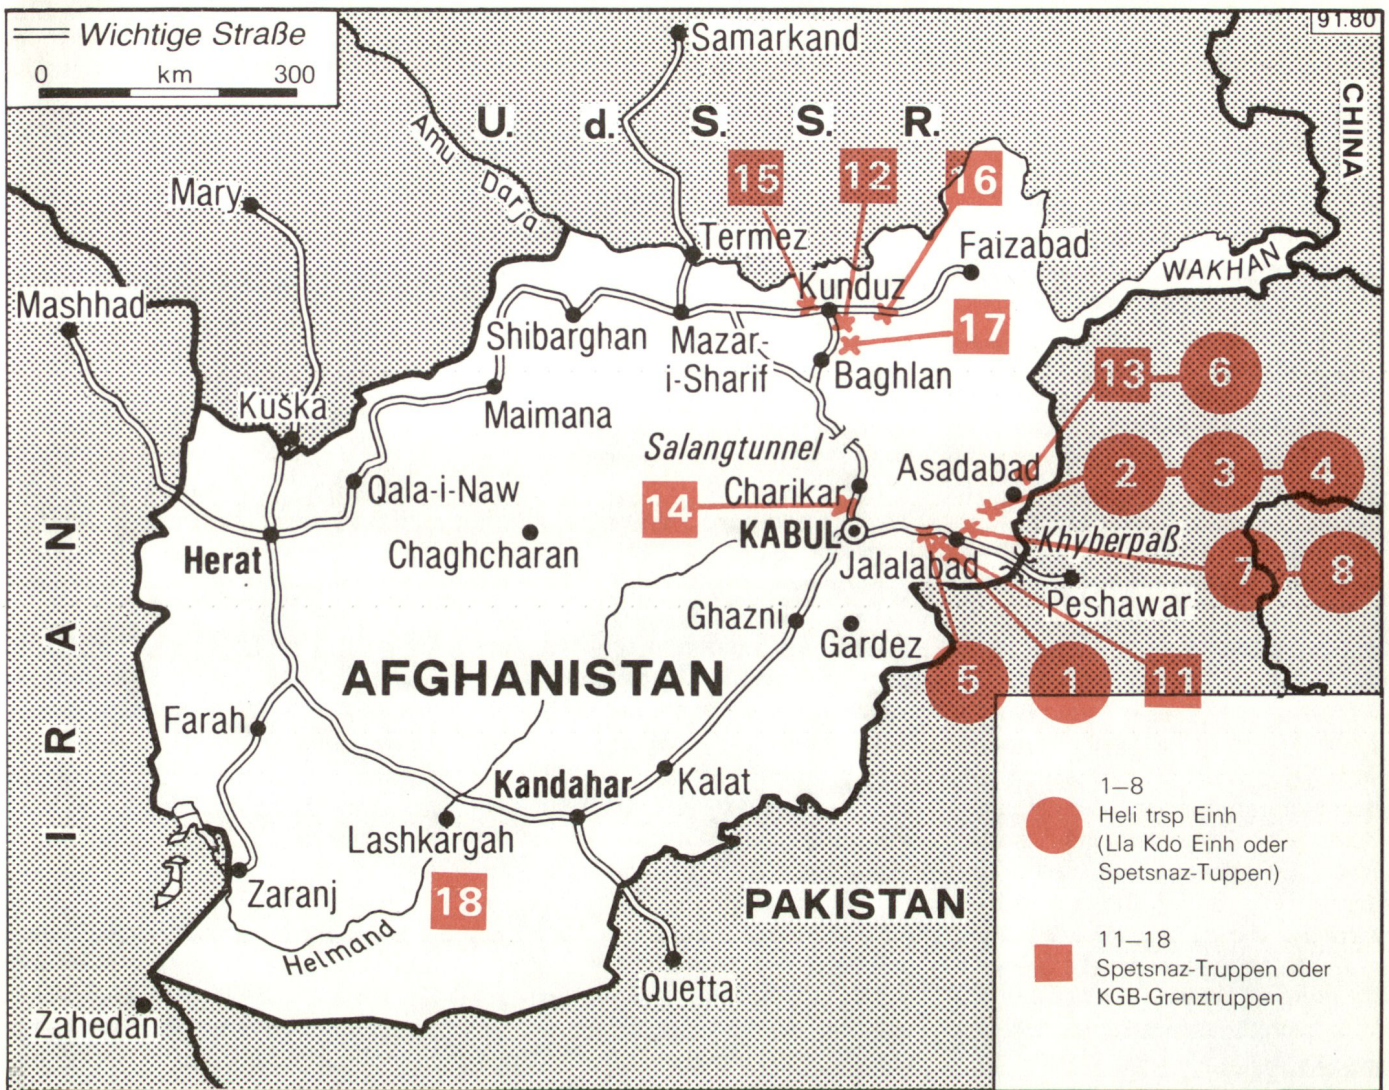 Wichtige Straße
0 km 300
91.80
Samarkand
CHINA
U. d. S. S. R.
Amu Darja
15
12
16
Mary
Termez
Faizabad
WAKHAN
Kunduz
Mashhad
Shibarghan
Mazar-
i-Sharif
17
Baghlan
13
6
Maimana
Kuška
Salangtunnel
Asadabad
2
3
4
Qala-i-Naw
14
Charikar
KABUL
Khyberpaß
Herat
Chaghcharan
Jalalabad
7
8
Peshawar
Ghazni
Gardez
IRAN
AFGHANISTAN
5
1
11
Farah
Kandahar
Kalat
Lashkargah
Zaranj
18
PAKISTAN
Helmand
Quetta
Zahedan
1—8
Heli trsp Einh
(Lla Kdo Einh oder
Spetsnaz-Tuppen)
11—18
Spetsnaz-Truppen oder
KGB-Grenztruppen